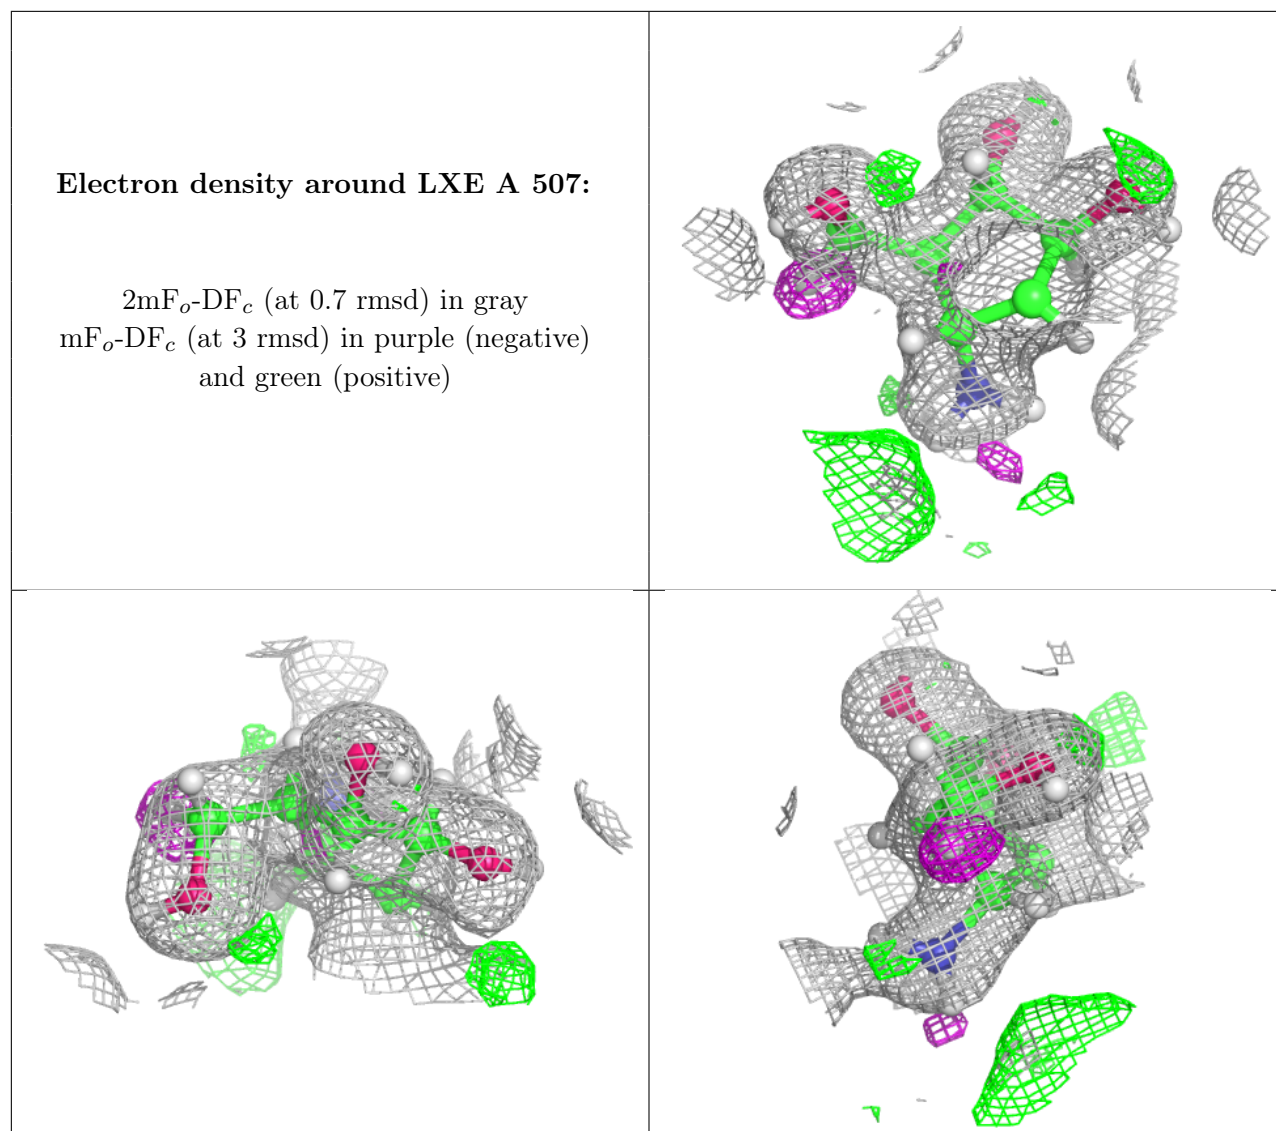 Electron density around LXE A 507:
2mFo-DFc (at 0.7 rmsd) in gray
mFo-DFc (at 3 rmsd) in purple (negative)
and green (positive)